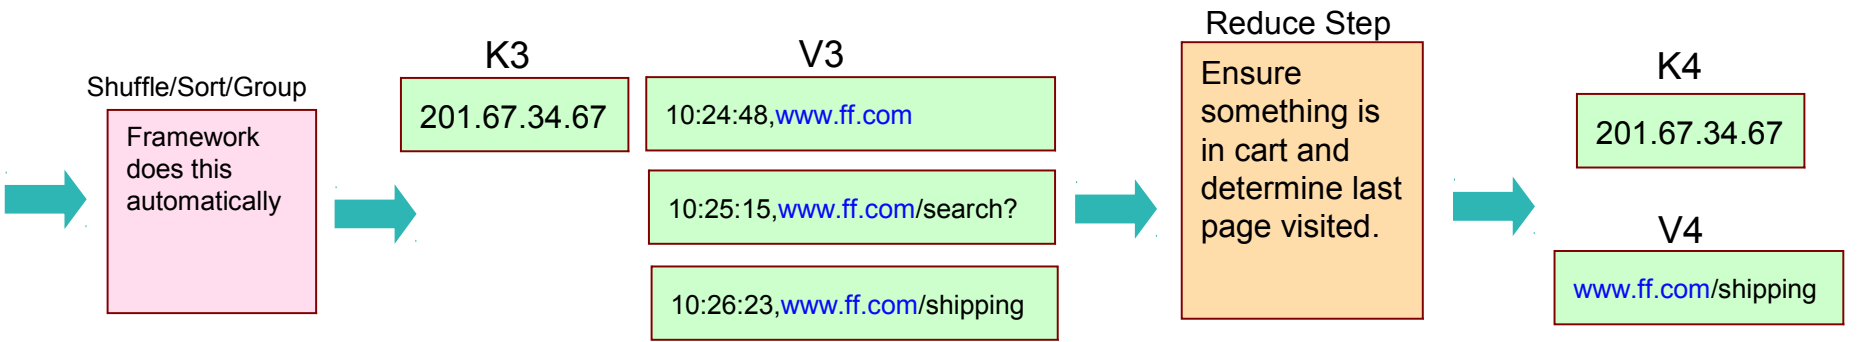 Shuffle/Sort/Group
Framework
does this
automatically
K3
201.67.34.67
V3
10:24:48,www.ff.com
10:25:15,www.ff.com/search?
10:26:23,www.ff.com/shipping
Reduce Step
Ensure
something is
in cart and
determine last
page visited.
K4
201.67.34.67
V4
www.ff.com/shipping